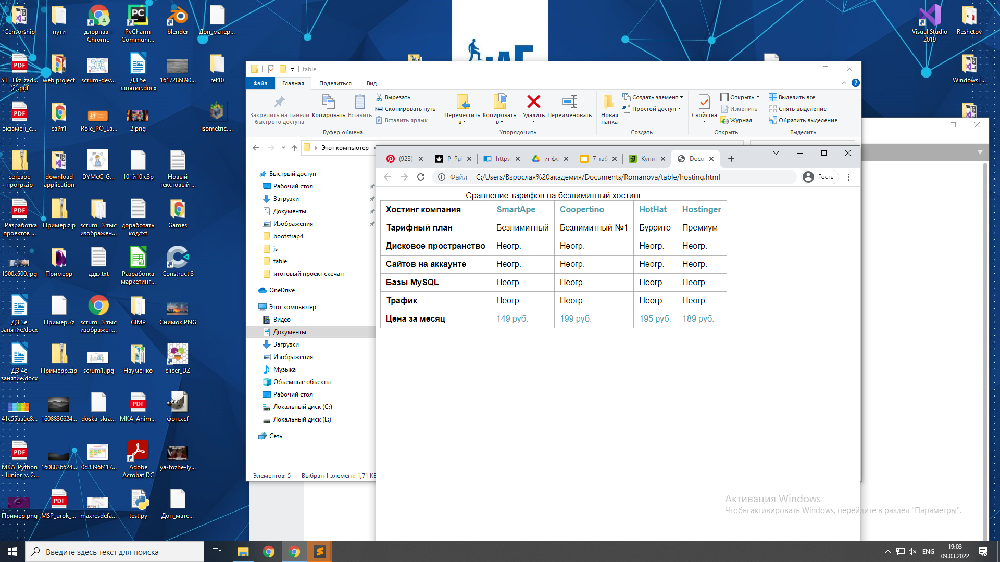 Censorship
пути
длорпав - Chrome
PyCharm Communi...
blender
Доп_матер...
Visual Studio 2019
Reshetov
ST__Ekz_zad... (2).pdf
web project
scrum-dev...
ДЗ 5е занятие.docx
1617286890...
ref10
WindowsF...
экзамен_с...
сайт1
Role_PO_La...
2.png
isometric....
сетевое прогр.zip
download application
DYMeC_G...
101й10.c3p
Новый текстовый ...
_Разработка проектов ...
Пример.zip
scrum_ 3 тыс изображен...
доработать код.txt
Games
1500x500.jpg
Примерр
дздз.txt
Разработка маркетинг...
Construct 3
ДЗ 3е занятие.docx
Пример.7z
scrum_ 3 тыс изображен...
GIMP
Снимок.PNG
ДЗ 4е занятие.docx
Примерр.zip
scrum1.jpg
Науменко
clicer_DZ
41c55aaae8...
1608836624...
doska-skra...
MKA_Anim...
фон.xcf
MKA_Python - Junior_v. 2...
1608836624...
0d8396f417...
Adobe Acrobat DC
ya-tozhe-ly...
Пример.png
MSP_urok_...
maxresdefa...
test.py
Доп_мате...
table
Файл Главная Поделиться Вид
Закрепить на панели быстрого доступа
Копировать
Вставить
Вырезать
Скопировать путь
Вставить ярлык
Буфер обмена
Переместить в
Копировать в
Удалить
Переименовать
Упорядочить
Новая папка
Создать элемент
Простой доступ
Создать
Свойства
Открыть
Изменить
Журнал
Открыть
Выделить все
Снять выделение
Обратить выделение
Выделить
Этот компьютер
Быстрый доступ
Рабочий стол
Загрузки
Документы
Изображения
bootstrap4
js
table
итоговый проект скечап
OneDrive
Этот компьютер
Видео
Документы
Загрузки
Изображения
Музыка
Объемные объекты
Рабочий стол
Локальный диск (C:)
Локальный диск (E:)
Сеть
Элементов: 5 Выбран 1 элемент: 1,71 КБ
(923) P–Pul https: инфо 7-таб Купит Docu
Файл C:/Users/Взрослая%20академия/Documents/Romanova/table/hosting.html Гость
Сравнение тарифов на безлимитный хостинг
Хостинг компания SmartApe Coopertino HotHat Hostinger
Тарифный план Безлимитный Безлимитный №1 Буррито Премиум
Дисковое пространство Неогр. Неогр. Неогр. Неогр.
Сайтов на аккаунте Неогр. Неогр. Неогр. Неогр.
Базы MySQL Неогр. Неогр. Неогр. Неогр.
Трафик Неогр. Неогр. Неогр. Неогр.
Цена за месяц 149 руб. 199 руб. 195 руб. 189 руб.
Активация Windows
Чтобы активировать Windows, перейдите в раздел "Параметры".
Введите здесь текст для поиска
ENG
19:03
09.03.2022